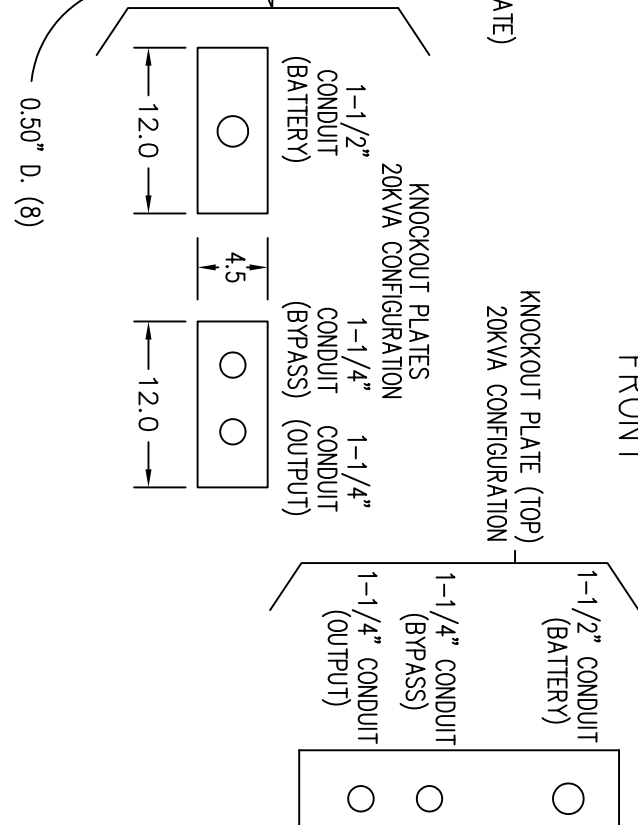 ATE)
FRONT
KNOCKOUT PLATES
20KVA CONFIGURATION
1-1/2"
CONDUIT
(BATTERY)
12.0
4.5
1-1/4"
CONDUIT
(BYPASS)
1-1/4"
CONDUIT
(OUTPUT)
12.0
0.50" D. (8)
KNOCKOUT PLATE (TOP)
20KVA CONFIGURATION
1-1/2" CONDUIT
(BATTERY)
1-1/4" CONDUIT
(BYPASS)
1-1/4" CONDUIT
(OUTPUT)